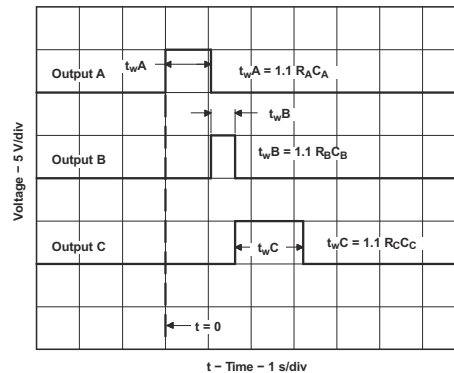 Output A
twA
twA = 1.1 RACA
twB
Output B
twB = 1.1 RBCB
Output C
twC
twC = 1.1 RCCC
t = 0
Voltage − 5 V/div
t − Time − 1 s/div